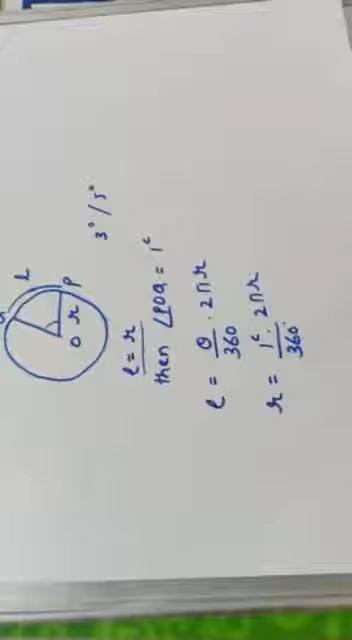 l
P
O
r
3° / 5°
l = r
then ∠POQ = 1ᶜ
l = θ/360 · 2πr
r = 1ᶜ/360° · 2πr